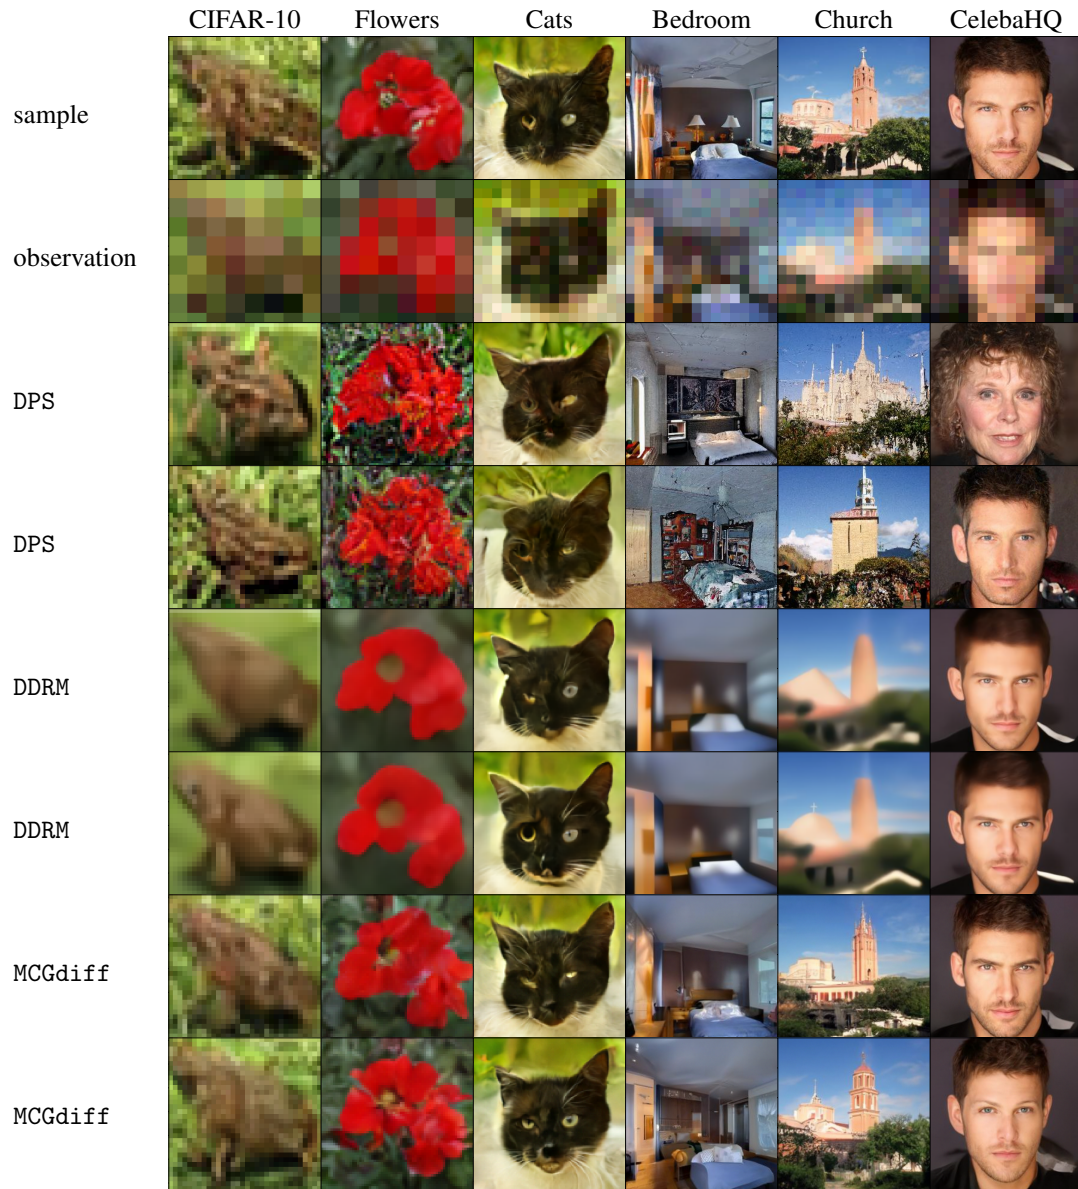 CIFAR-10 Flowers Cats Bedroom Church CelebaHQ
sample
observation
DPS
DPS
DDRM
DDRM
MCGdiff
MCGdiff